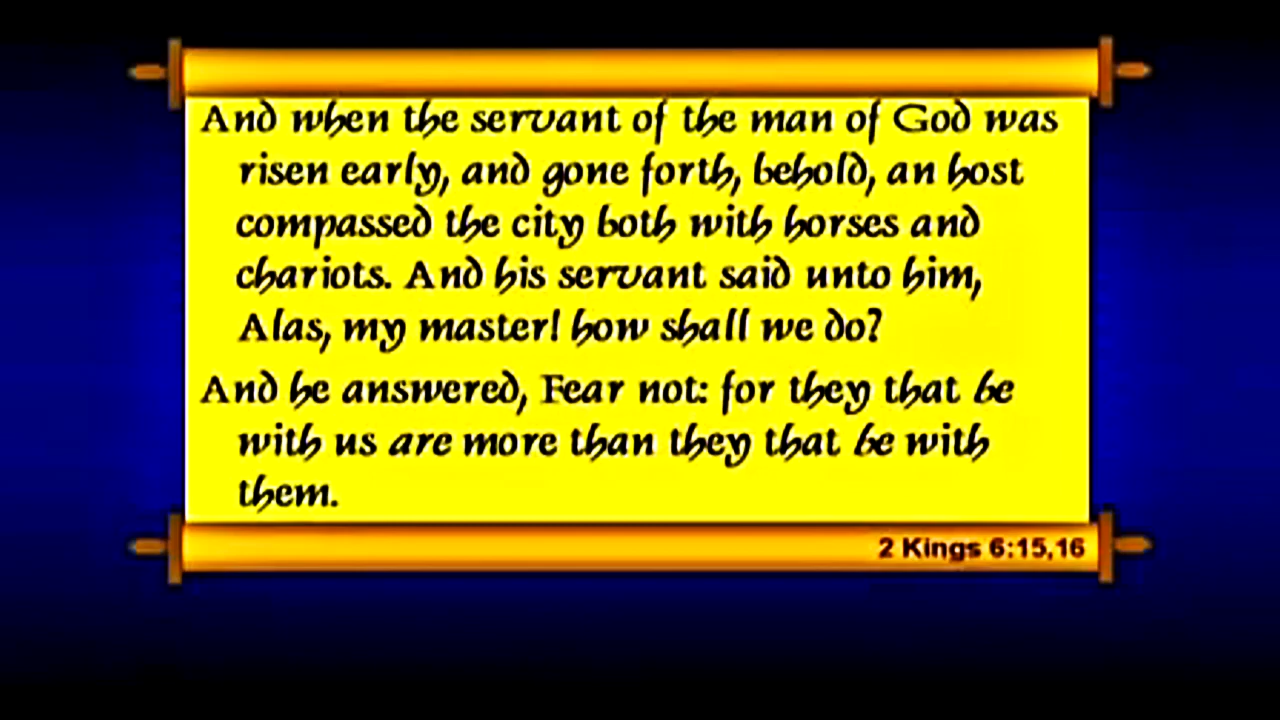 And when the servant of the man of God was
risen early, and gone forth, behold, an host
compassed the city both with horses and
chariots. And his servant said unto him,
Alas, my master! how shall we do?
And he answered, Fear not: for they that be
with us are more than they that be with
them.
2 Kings 6:15,16